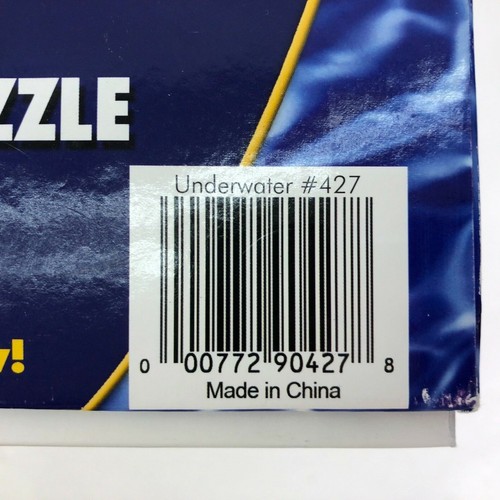 ZZLE
Underwater #427
y!
0 00772 90427 8
Made in China